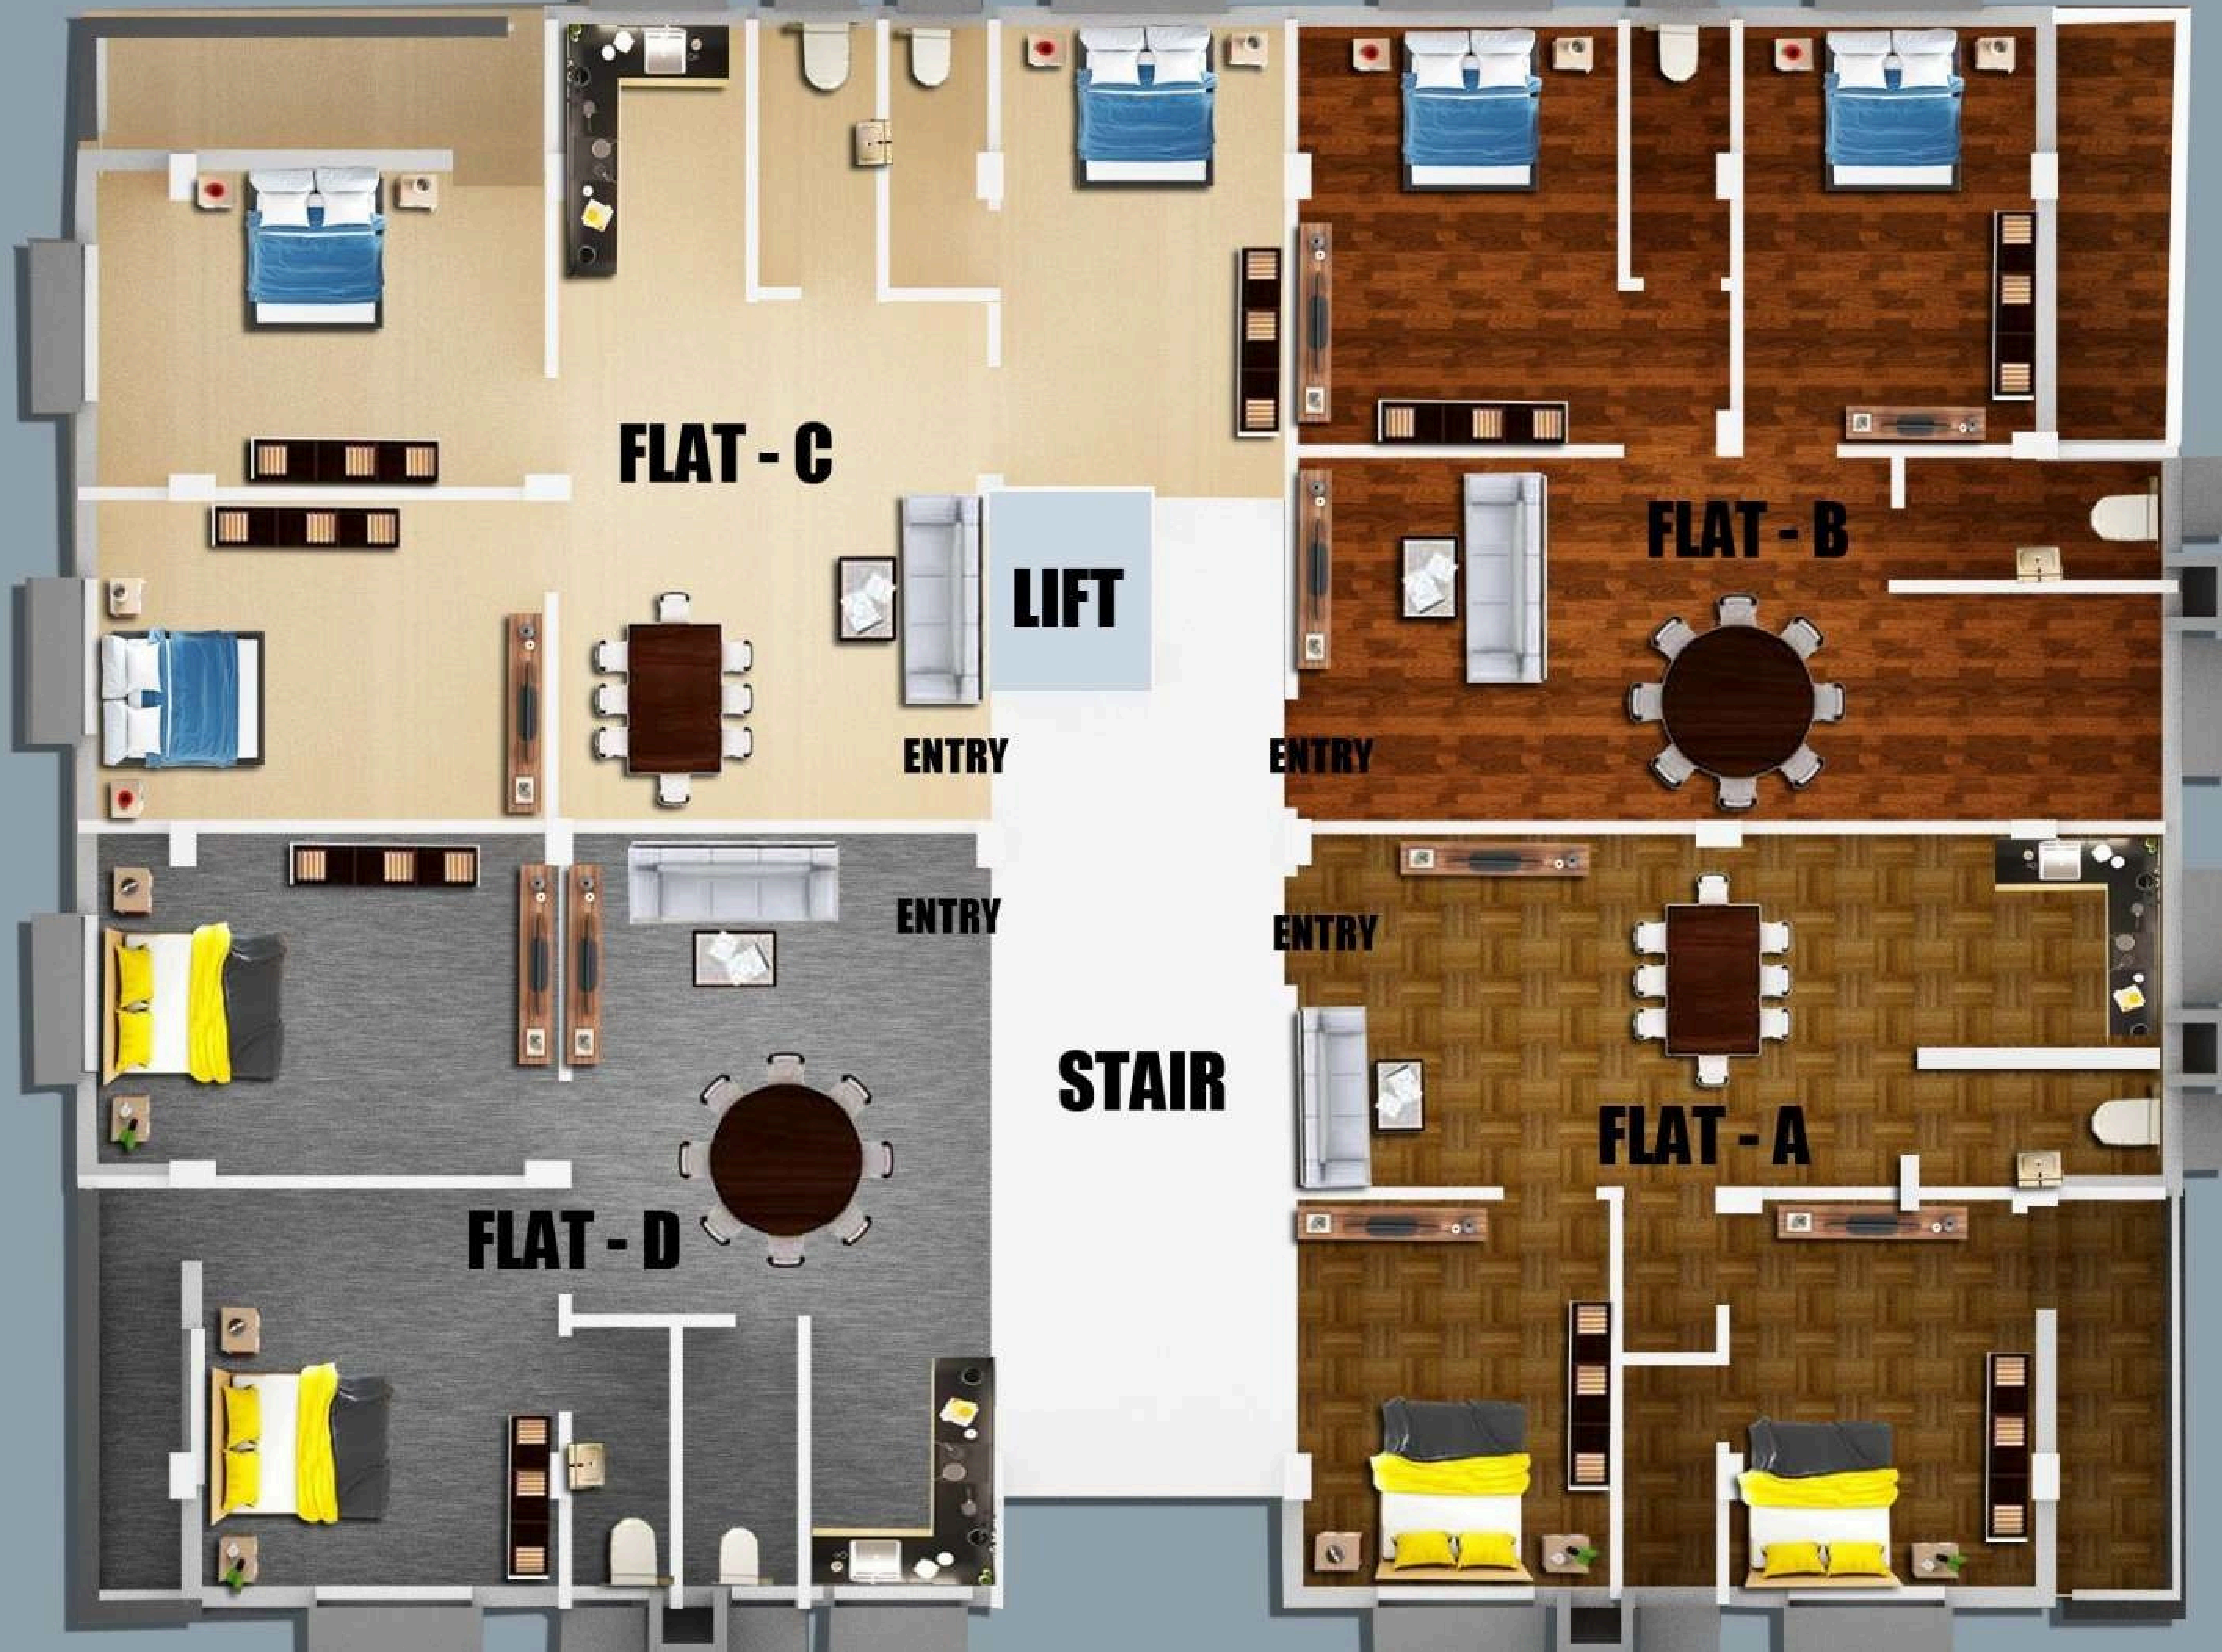 FLAT - C
FLAT - B
LIFT
ENTRY
ENTRY
ENTRY
ENTRY
STAIR
FLAT - A
FLAT - D